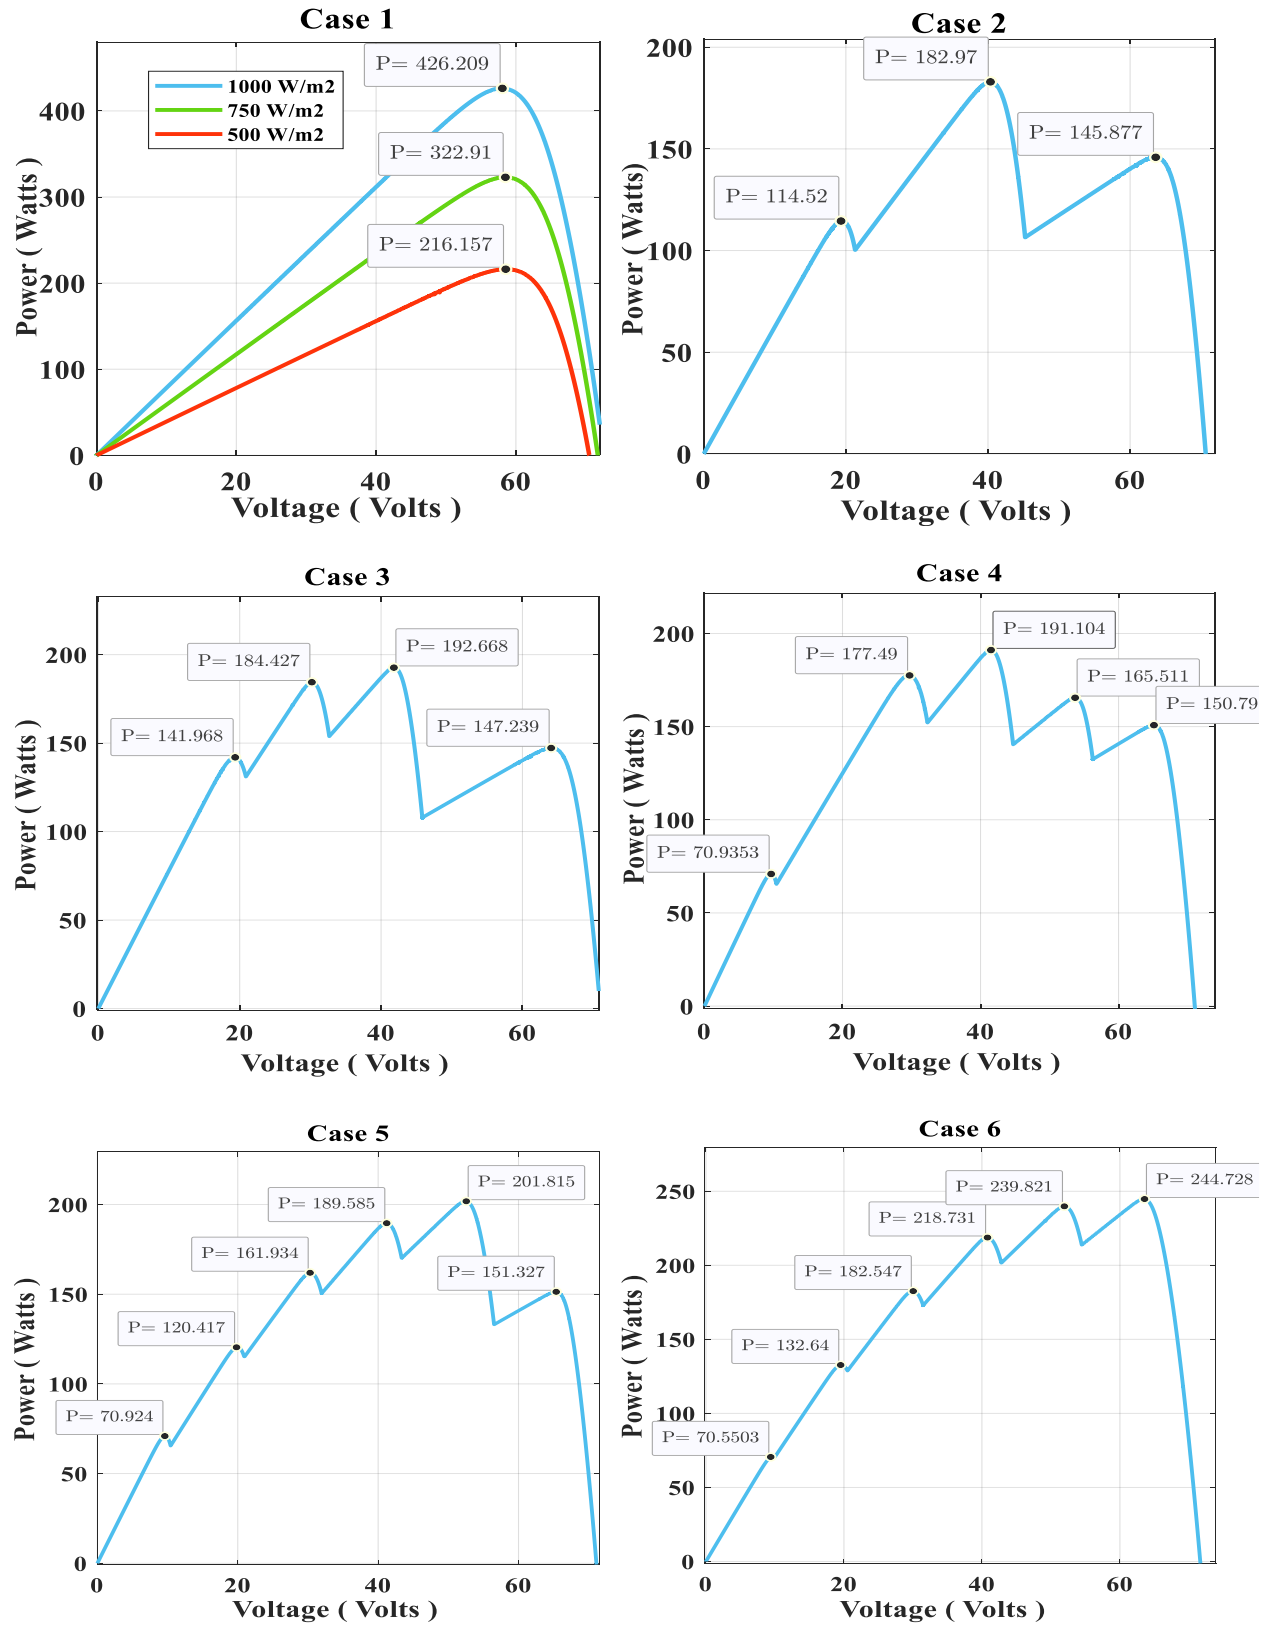 Case 1
1000 W/m2
750 W/m2
500 W/m2
P= 426.209
P= 322.91
P= 216.157
400
300
200
100
0
0 20 40 60
Power ( Watts )
Voltage ( Volts )
Case 2
P= 182.97
P= 145.877
P= 114.52
200
150
100
50
0
0 20 40 60
Power ( Watts)
Voltage ( Volts )
Case 3
P= 192.668
P= 184.427
P= 147.239
P= 141.968
200
150
100
50
0
0 20 40 60
Power ( Watts )
Voltage ( Volts )
Case 4
P= 191.104
P= 177.49
P= 165.511
P= 150.79
P= 70.9353
200
150
100
50
0
0 20 40 60
Power ( Watts )
Voltage ( Volts )
Case 5
P= 201.815
P= 189.585
P= 161.934
P= 151.327
P= 120.417
P= 70.924
200
150
100
50
0
0 20 40 60
Power ( Watts )
Voltage ( Volts )
Case 6
P= 244.728
P= 239.821
P= 218.731
P= 182.547
P= 132.64
P= 70.5503
250
200
150
100
50
0
0 20 40 60
Power ( Watts )
Voltage ( Volts )